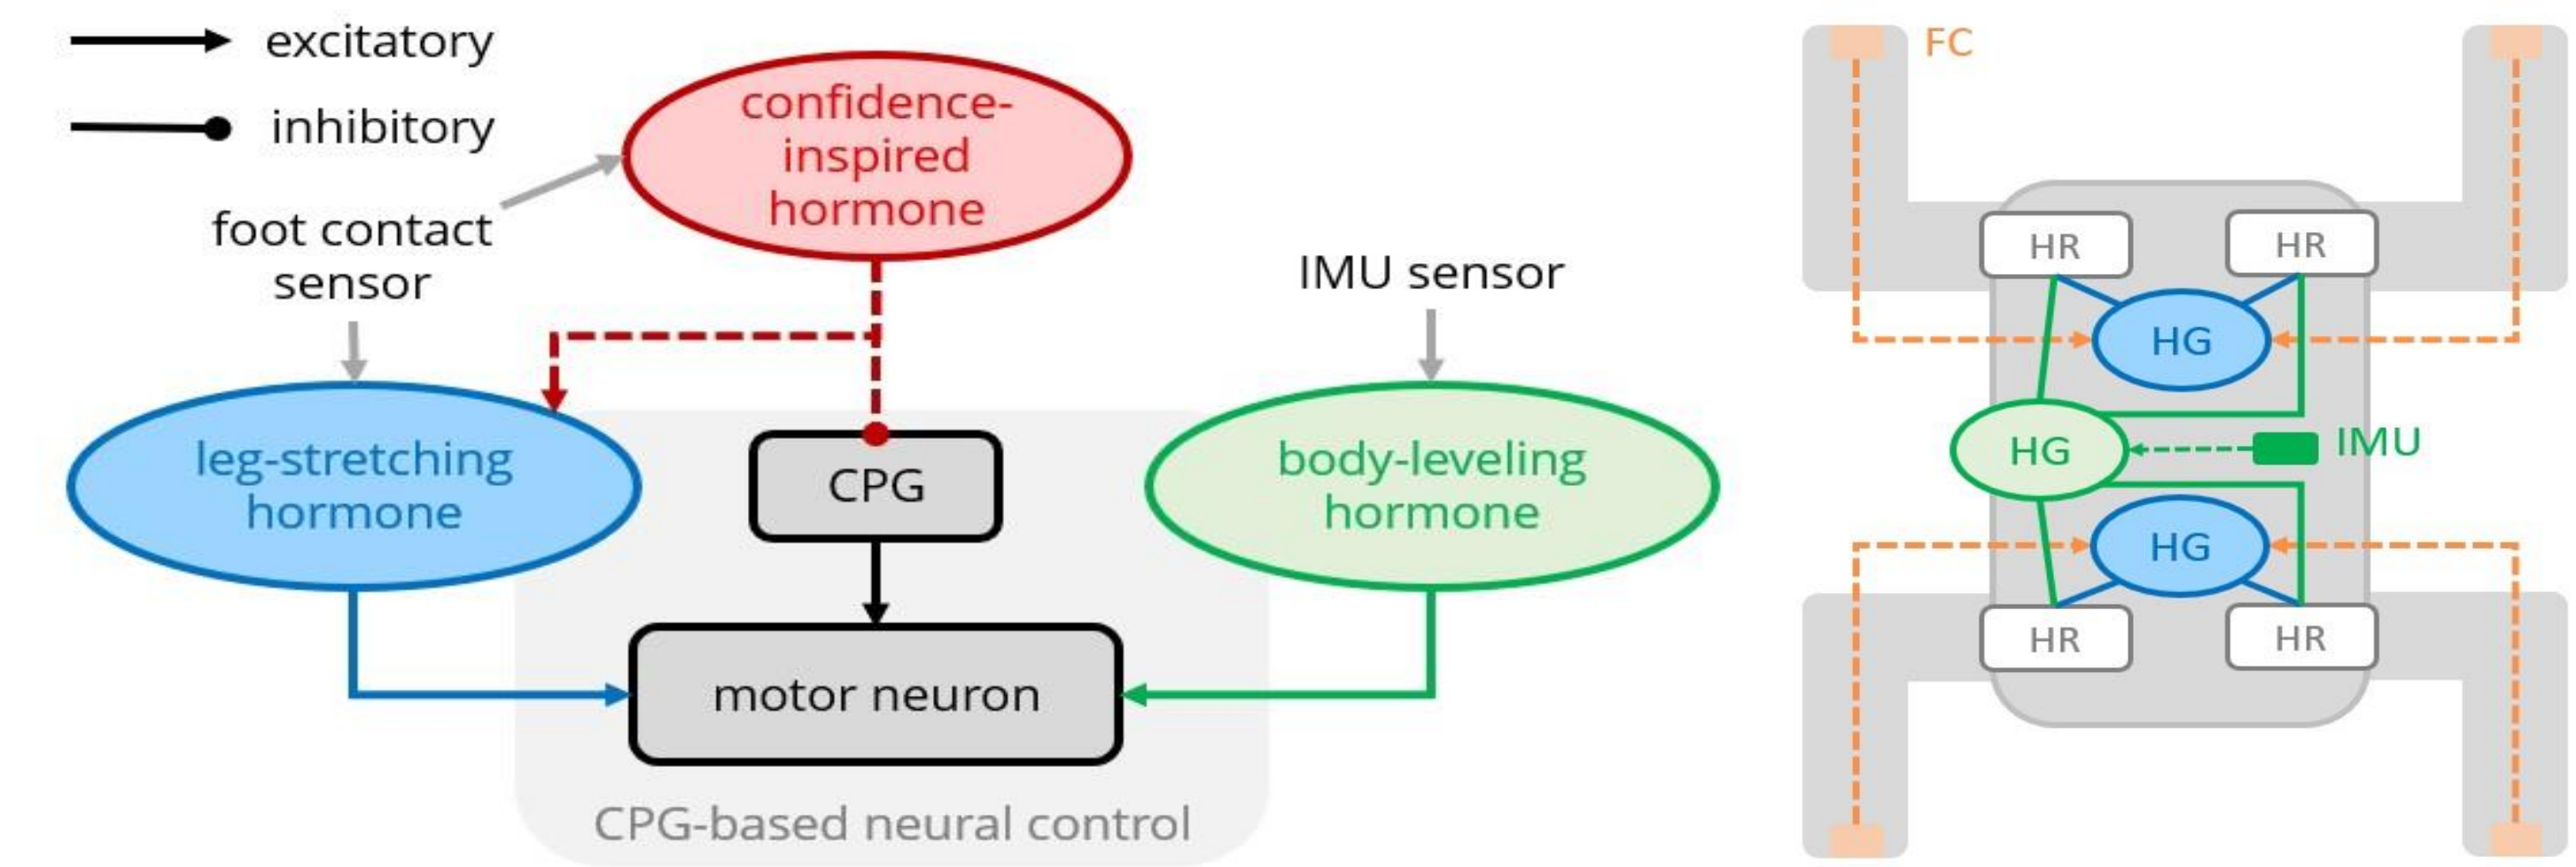 excitatory
inhibitory
confidence-
inspired
hormone
foot contact
sensor
IMU sensor
leg-stretching
hormone
CPG
body-leveling
hormone
motor neuron
CPG-based neural control
FC
HR
HR
HG
HG
IMU
HG
HR
HR